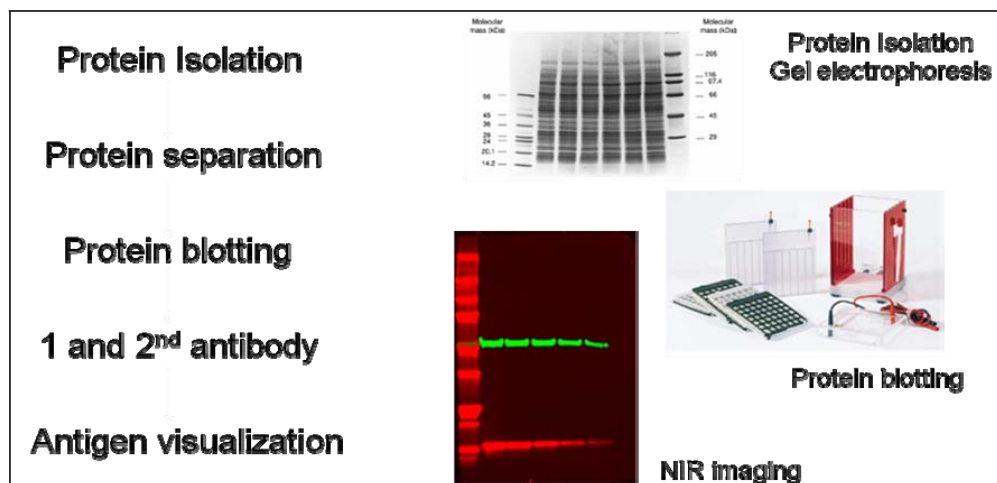 Protein Isolation
Protein separation
Protein blotting
1 and 2nd antibody
Antigen visualization
Molecular
mass (kDa)
66
45
36
29
24
20.1
14.2
Molecular
mass (kDa)
205
116
97.4
66
45
29
Protein Isolation
Gel electrophoresis
Protein blotting
NIR imaging